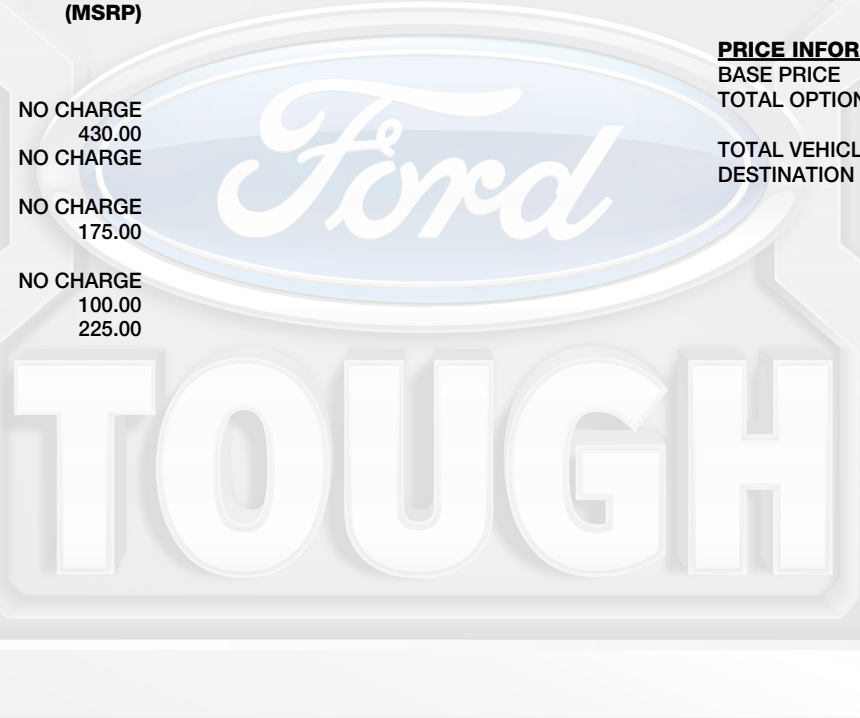 (MSRP)
NO CHARGE
430.00
NO CHARGE
NO CHARGE
175.00
NO CHARGE
100.00
225.00
PRICE INFOR
BASE PRICE
TOTAL OPTION
TOTAL VEHICL
DESTINATION
Ford
TOUGH